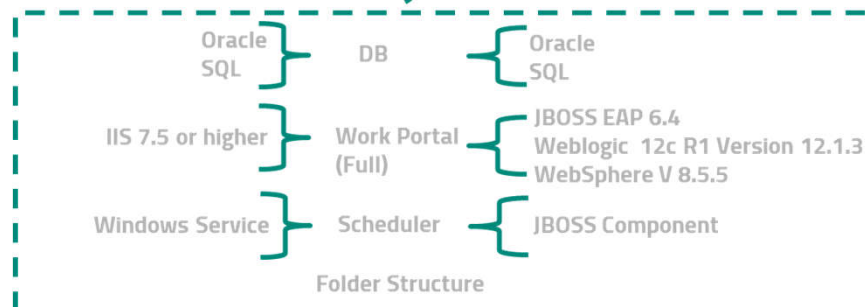 Oracle
SQL
DB
Oracle
SQL
IIS 7.5 or higher
Work Portal
(Full)
JBOSS EAP 6.4
Weblogic 12c R1 Version 12.1.3
WebSphere V 8.5.5
Windows Service
Scheduler
JBOSS Component
Folder Structure